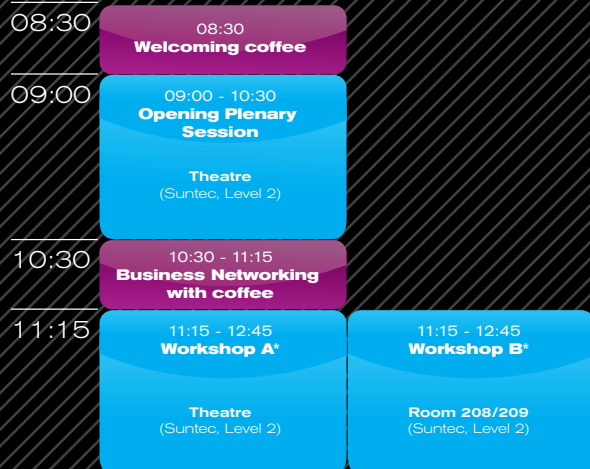 08:30
08:30
Welcoming coffee
09:00
09:00 - 10:30
Opening Plenary
Session
Theatre
(Suntec, Level 2)
10:30
10:30 - 11:15
Business Networking
with coffee
11:15
11:15 - 12:45
Workshop A*
Theatre
(Suntec, Level 2)
11:15 - 12:45
Workshop B*
Room 208/209
(Suntec, Level 2)